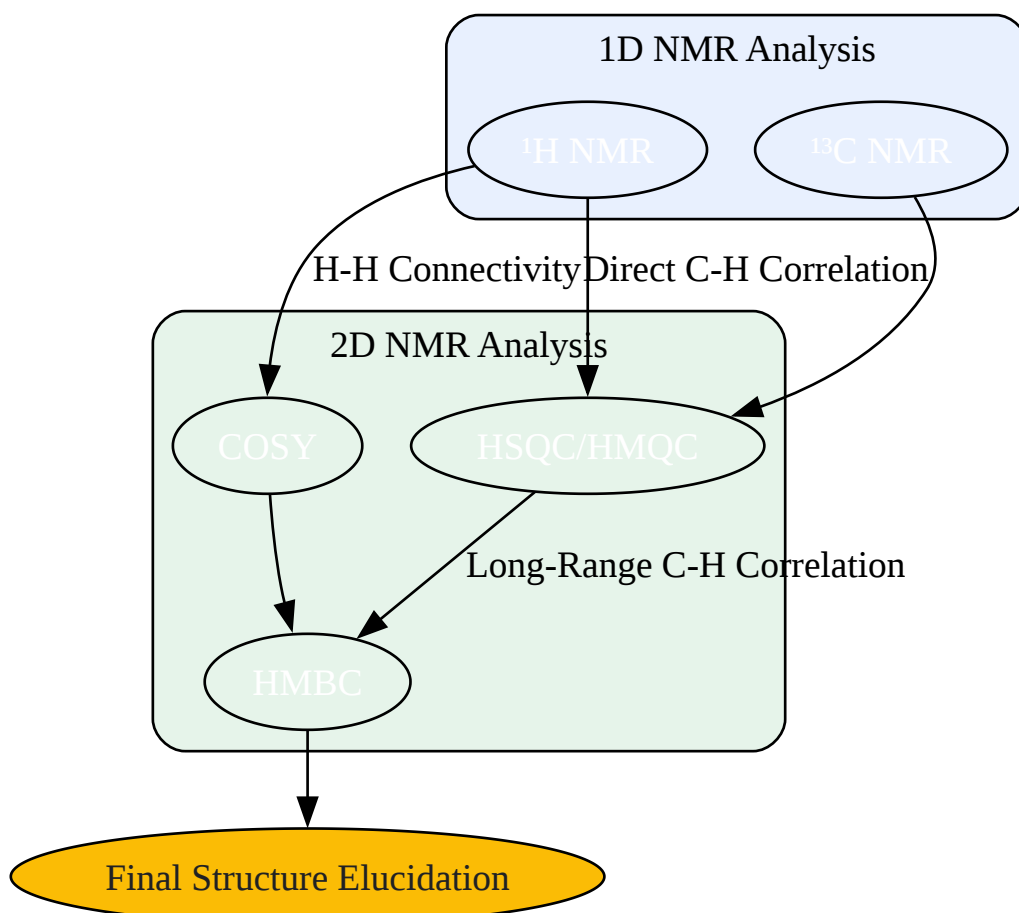 1D NMR Analysis
¹H NMR
¹³C NMR
H-H Connectivity
Direct C-H Correlation
2D NMR Analysis
COSY
HSQC/HMQC
Long-Range C-H Correlation
HMBC
Final Structure Elucidation